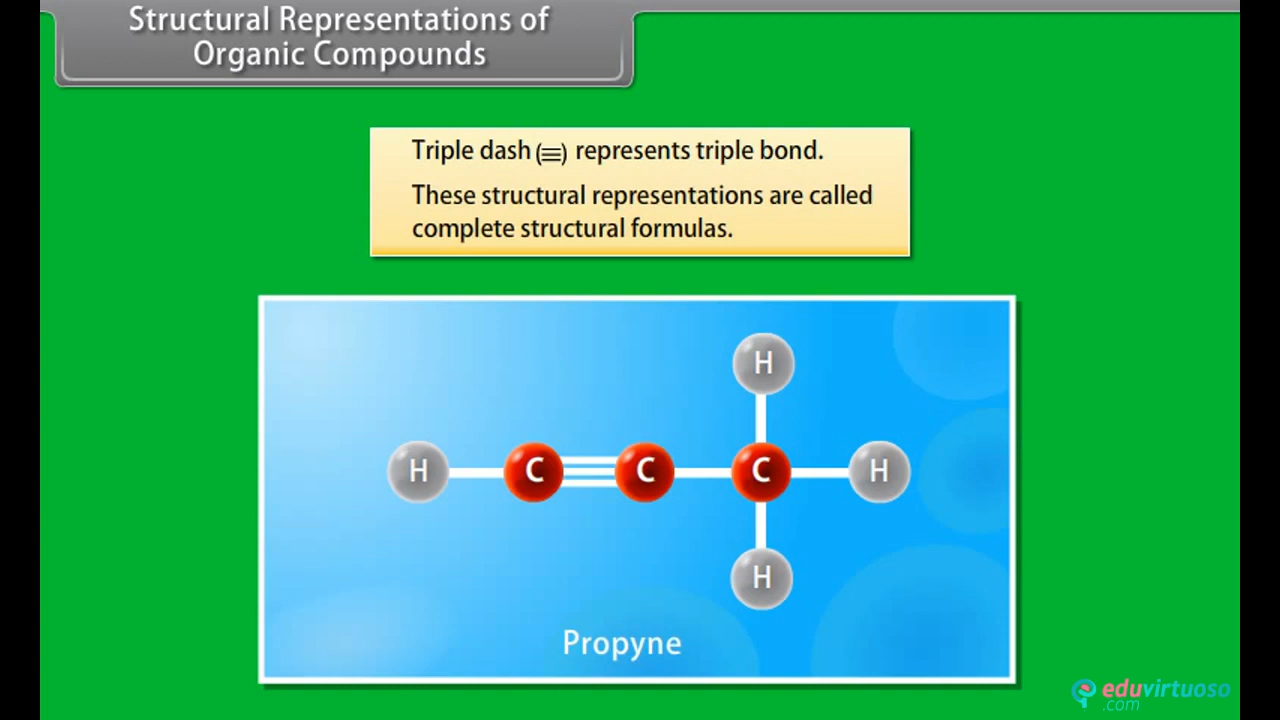 Structural Representations of
Organic Compounds
Triple dash (≡) represents triple bond.
These structural representations are called
complete structural formulas.
H
H C C C H
H
Propyne
eduvirtuoso
.com